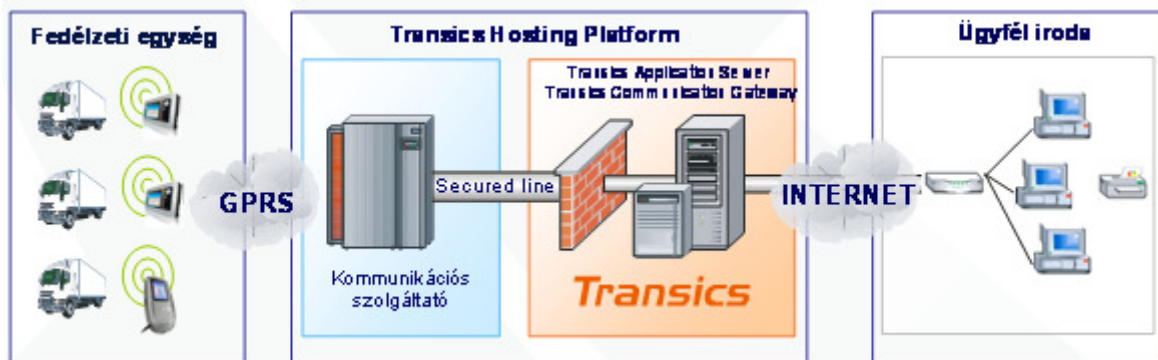 Fedélzeti egység
GPRS
Transics Hosting Platform
Kommunikációs
szolgáltató
Secured line
Transics Application Server
Transics Communication Gateway
Transics
INTERNET
Ügyfél iroda